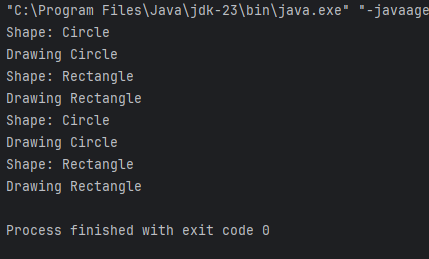 "C:\Program Files\Java\jdk-23\bin\java.exe" "-javaage
Shape: Circle
Drawing Circle
Shape: Rectangle
Drawing Rectangle
Shape: Circle
Drawing Circle
Shape: Rectangle
Drawing Rectangle
Process finished with exit code 0